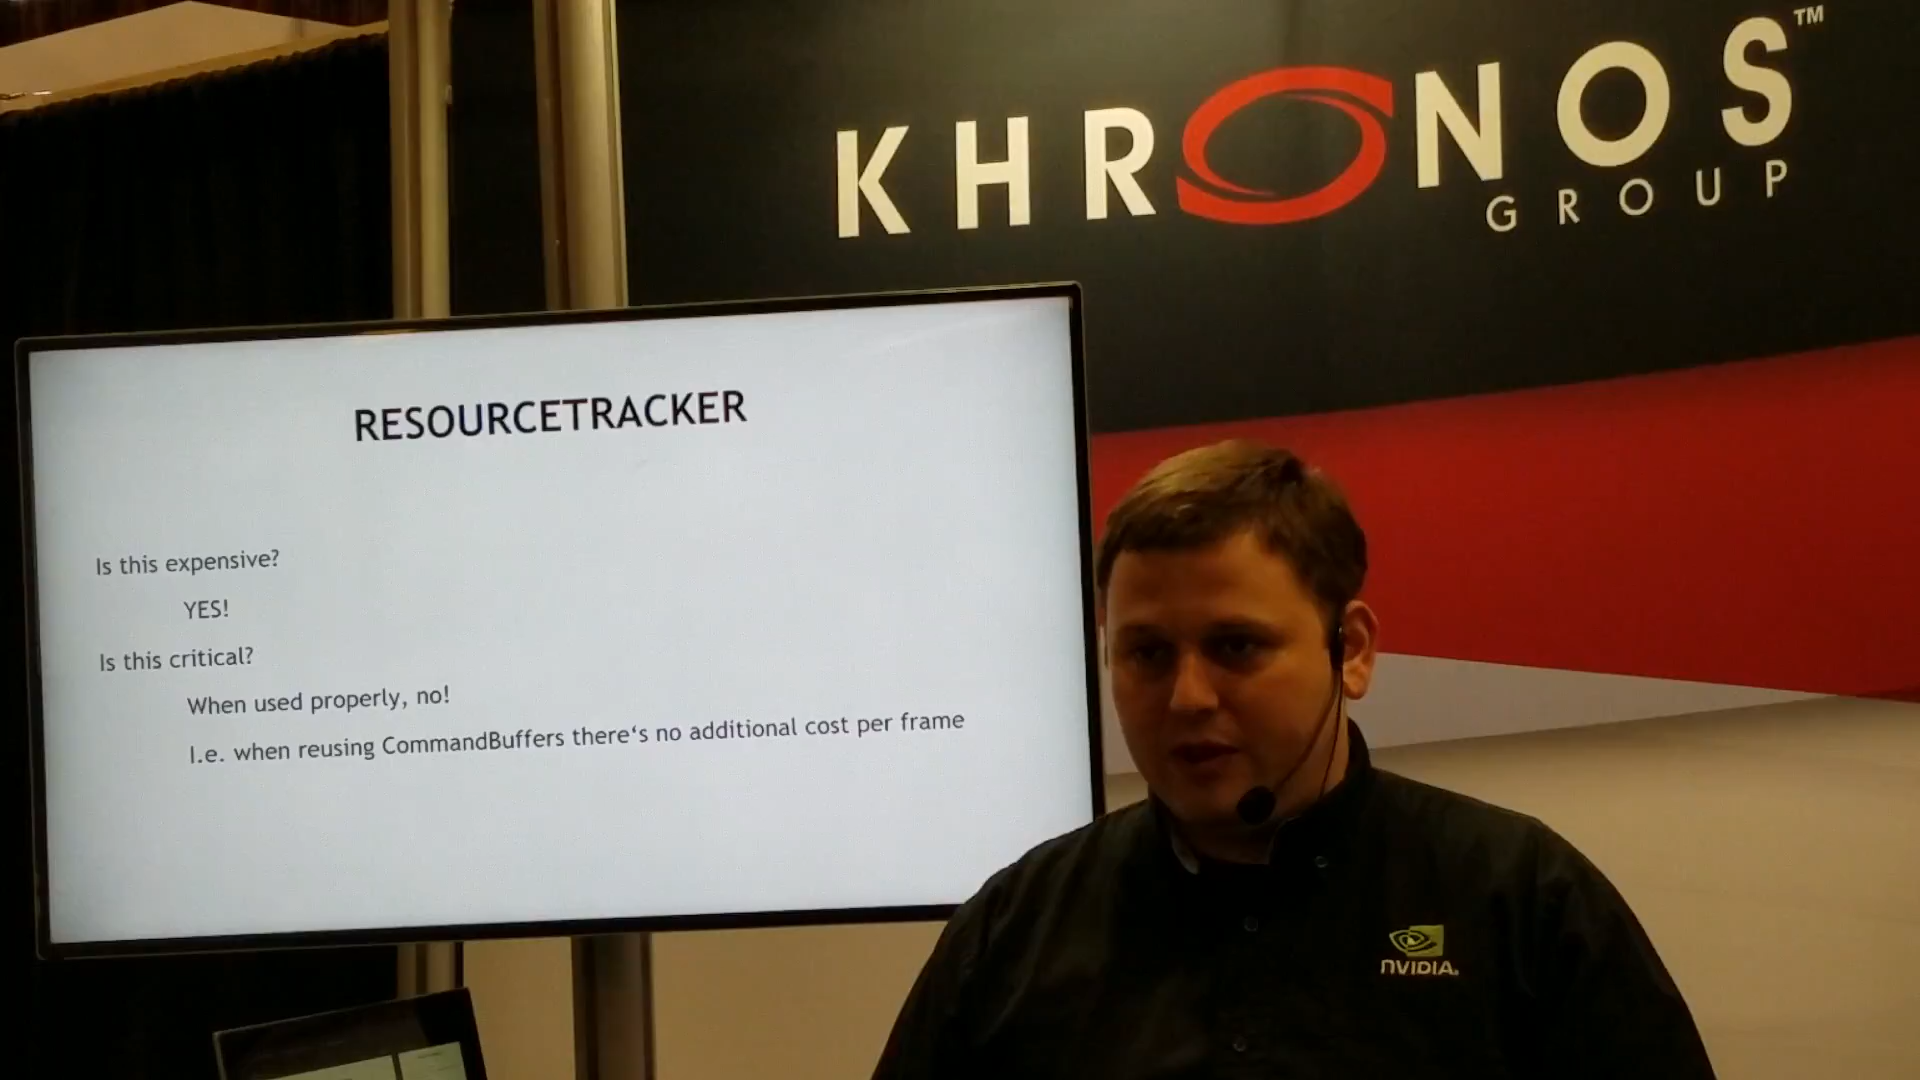 KHRONOS™
GROUP
RESOURCETRACKER
Is this expensive?
YES!
Is this critical?
When used properly, no!
I.e. when reusing CommandBuffers there‘s no additional cost per frame
NVIDIA.